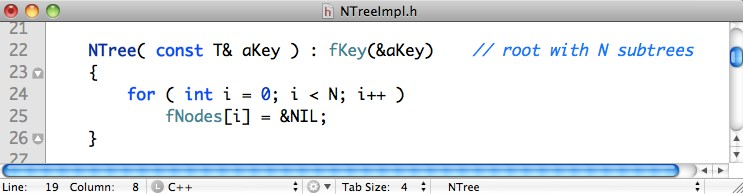 NTreeImpl.h
21
22 NTree( const T& aKey ) : fKey(&aKey) // root with N subtrees
23 {
24 for ( int i = 0; i < N; i++ )
25 fNodes[i] = &NIL;
26 }
27
Line: 19 Column: 8 C++ Tab Size: 4 NTree